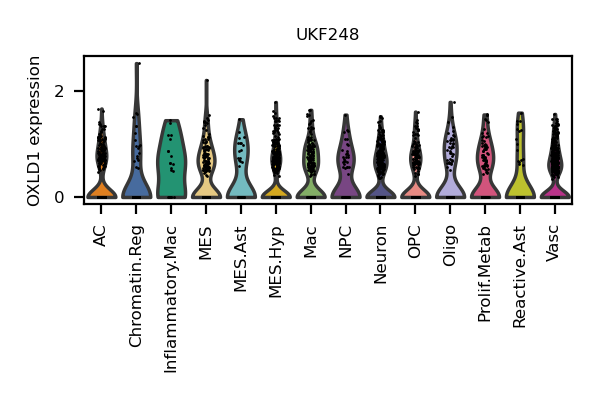 UKF248
OXLD1 expression
2
0
AC
Chromatin.Reg
Inflammatory.Mac
MES
MES.Ast
MES.Hyp
Mac
NPC
Neuron
OPC
Oligo
Prolif.Metab
Reactive.Ast
Vasc